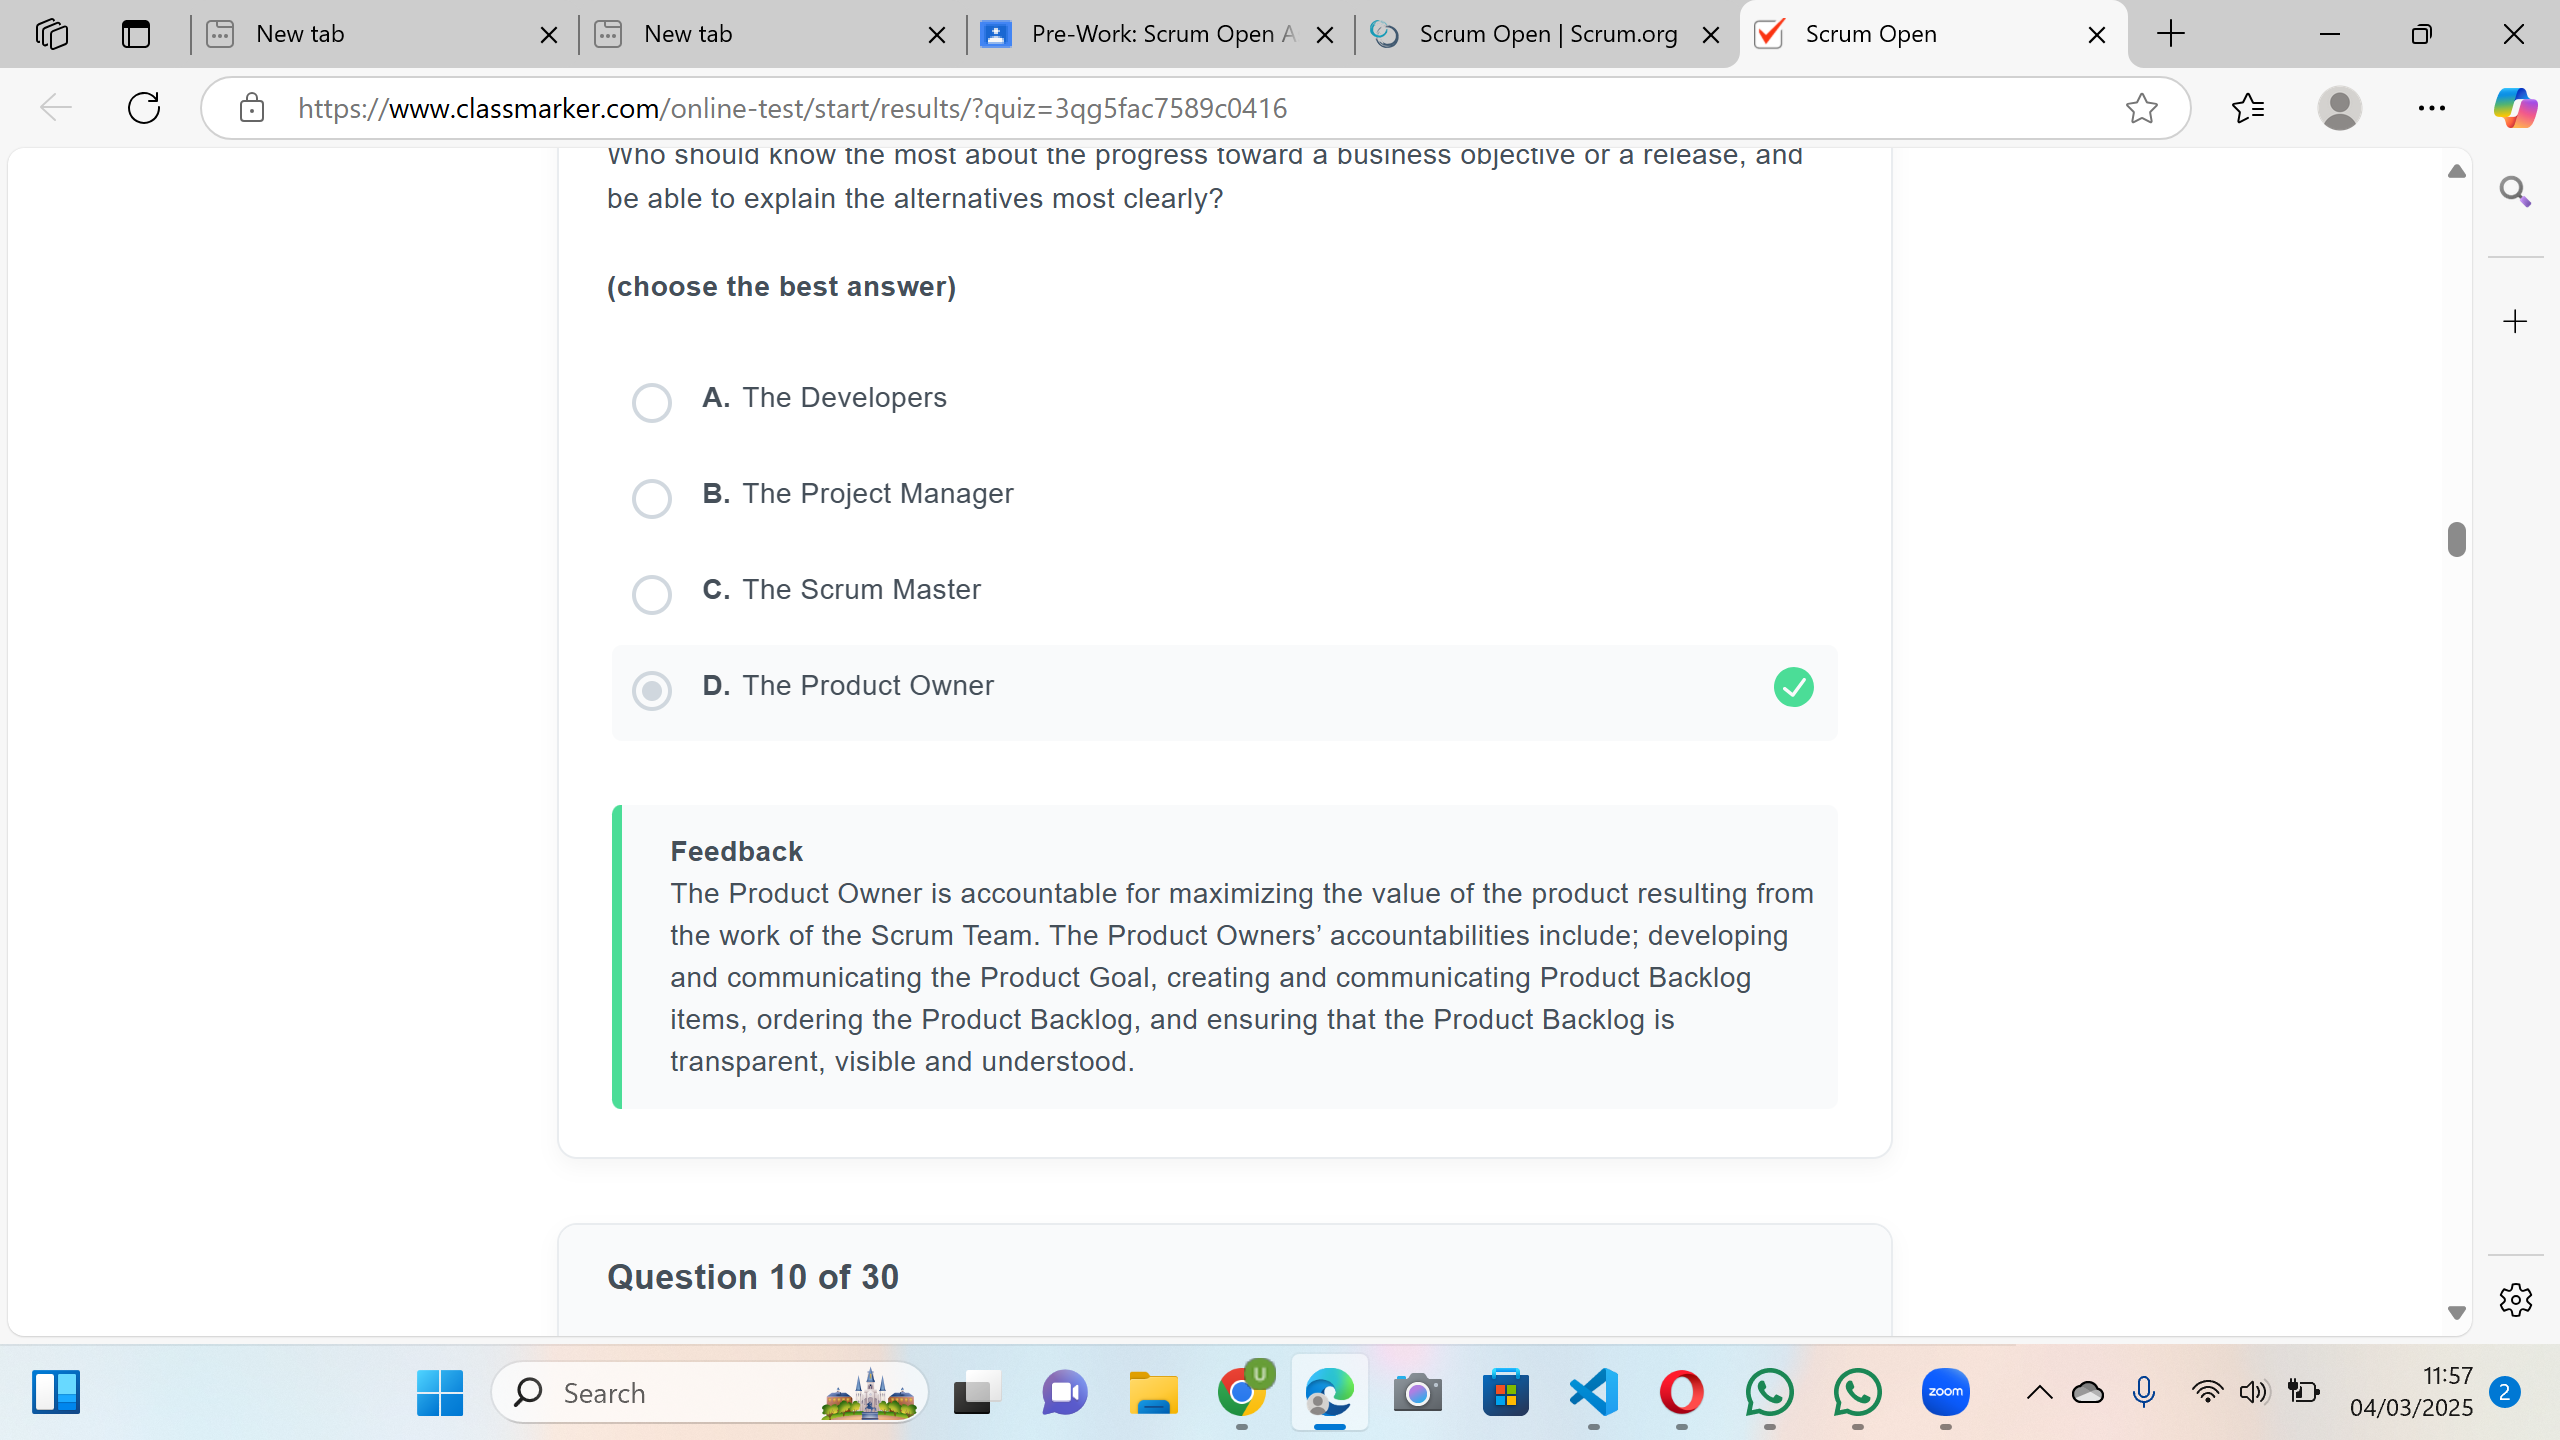 New tab
New tab
Pre-Work: Scrum Open A
Scrum Open | Scrum.org
Scrum Open
https://www.classmarker.com/online-test/start/results/?quiz=3qg5fac7589c0416
Who should know the most about the progress toward a business objective or a release, and
be able to explain the alternatives most clearly?
(choose the best answer)
A. The Developers
B. The Project Manager
C. The Scrum Master
D. The Product Owner
Feedback
The Product Owner is accountable for maximizing the value of the product resulting from
the work of the Scrum Team. The Product Owners’ accountabilities include; developing
and communicating the Product Goal, creating and communicating Product Backlog
items, ordering the Product Backlog, and ensuring that the Product Backlog is
transparent, visible and understood.
Question 10 of 30
Search
U
zoom
11:57
04/03/2025
2